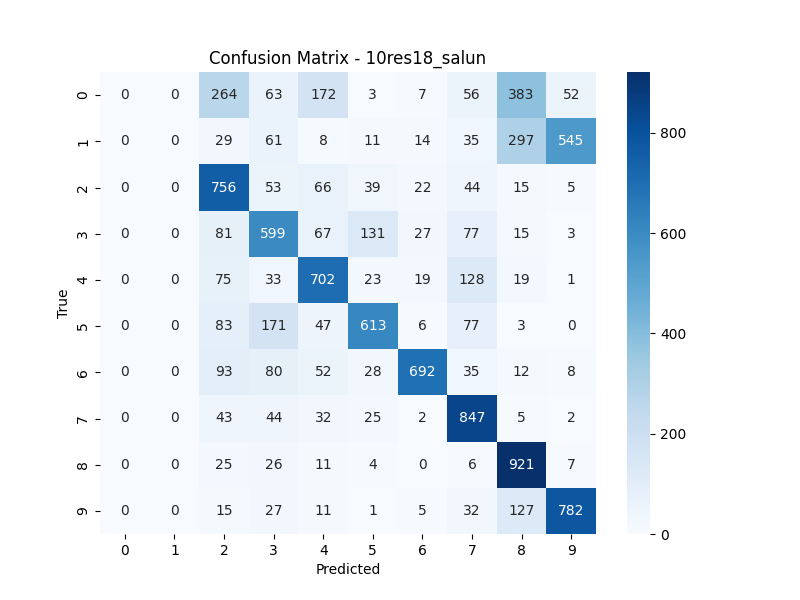 Confusion Matrix - 10res18_salun
0 0 0 264 63 172 3 7 56 383 52
1 0 0 29 61 8 11 14 35 297 545
2 0 0 756 53 66 39 22 44 15 5
3 0 0 81 599 67 131 27 77 15 3
4 0 0 75 33 702 23 19 128 19 1
5 0 0 83 171 47 613 6 77 3 0
6 0 0 93 80 52 28 692 35 12 8
7 0 0 43 44 32 25 2 847 5 2
8 0 0 25 26 11 4 0 6 921 7
9 0 0 15 27 11 1 5 32 127 782
0 1 2 3 4 5 6 7 8 9
Predicted
True
800
600
400
200
0